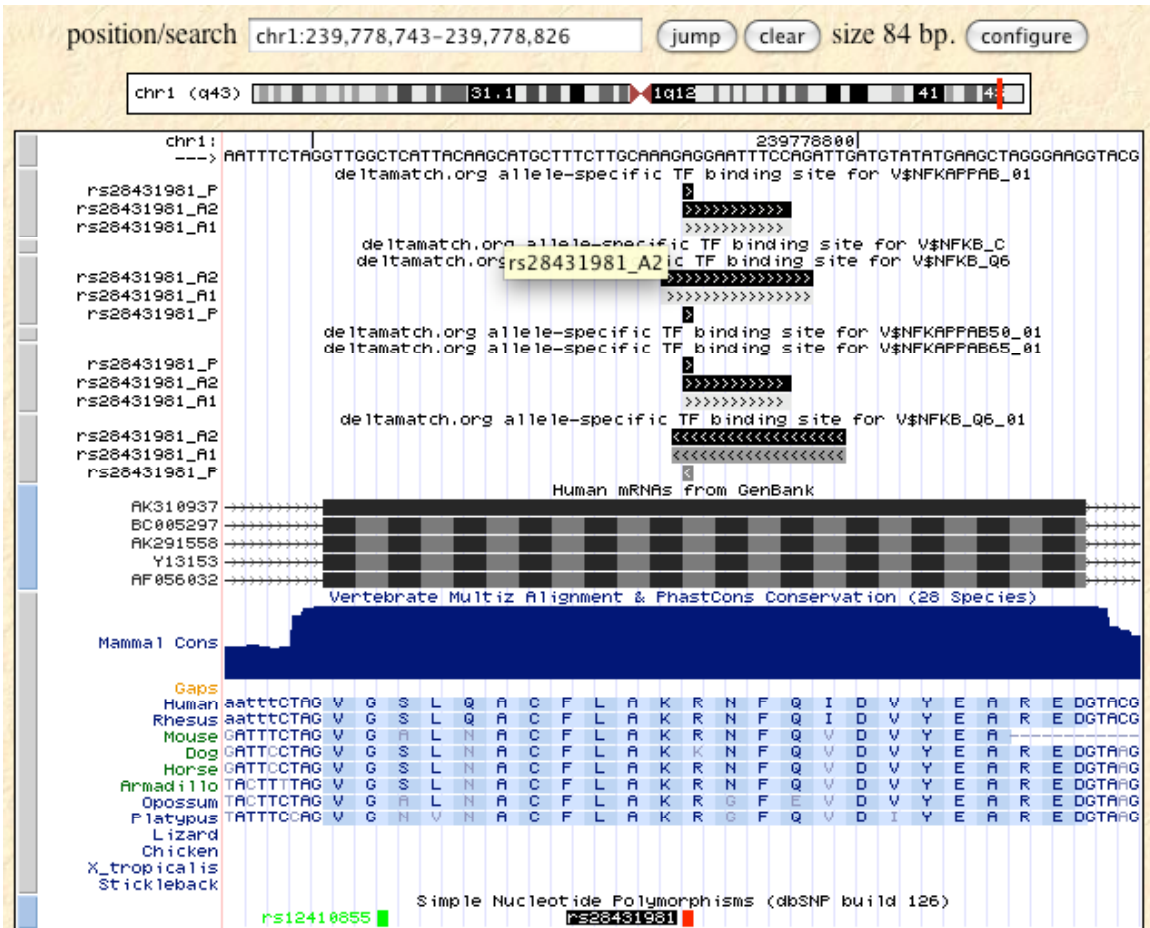 position/search chr1:239,778,743-239,778,826 jump clear size 84 bp. configure
chr1 (q43) 31.1 1q12 41 43
chr1: 239778800|
---> AATTTCTAGGTTGGCTCATTACAAGCATGCTTTCTTGCAAAGAGGAATTTCCAGATTGATGTATATGAAGCTAGGGAAGGTACG
deltamatch.org allele-specific TF binding site for V$NFKAPPAB_01
rs28431981_P >
rs28431981_A2 >>>>>>>>>>
rs28431981_A1 >>>>>>>>>>
deltamatch.org allele-specific TF binding site for V$NFKB_C
deltamatch.org rs28431981_A2 ic TF binding site for V$NFKB_Q6
rs28431981_A2 >>>>>>>>>>>>>>
rs28431981_A1 >>>>>>>>>>>>>>
rs28431981_P >
deltamatch.org allele-specific TF binding site for V$NFKAPPAB50_01
deltamatch.org allele-specific TF binding site for V$NFKAPPAB65_01
rs28431981_P >
rs28431981_A2 >>>>>>>>>>
rs28431981_A1 >>>>>>>>>>
deltamatch.org allele-specific TF binding site for V$NFKB_Q6_01
rs28431981_A2 <<<<<<<<<<<<<<<<
rs28431981_A1 <<<<<<<<<<<<<<<<
rs28431981_P <
Human mRNAs from GenBank
AK310937
BC005297
AK291558
Y13153
AF056032
Vertebrate Multiz Alignment & PhastCons Conservation (28 Species)
Mammal Cons
Gaps
Human aatttCTAG V G S L Q A C F L A K R N F Q I D V Y E A R E DGTACG
Rhesus aatttCTAG V G S L Q A C F L A K R N F Q I D V Y E A R E DGTACG
Mouse GATTTCTAG V G A L N A C F L A K R N F Q V D V Y E A
Dog GATTCCTAG V G S L N A C F L A K K N F Q V D V Y E A R E DGTAAG
Horse GATTCCTAG V G S L N A C F L A K R N F Q V D V Y E A R E DGTAAG
Armadillo TACTTTTAG V G S L N A C F L A K R N F Q V D V Y E A R E DGTAAG
Opossum TACTTCTAG V G A L N A C F L A K R G F E V D V Y E A R E DGTAAG
Platypus TATTTCCAG V G N V N A C F L A K R G F Q V D I Y E A R E DGTAAG
Lizard
Chicken
X_tropicalis
Stickleback
Simple Nucleotide Polymorphisms (dbSNP build 126)
rs12410855 rs28431981